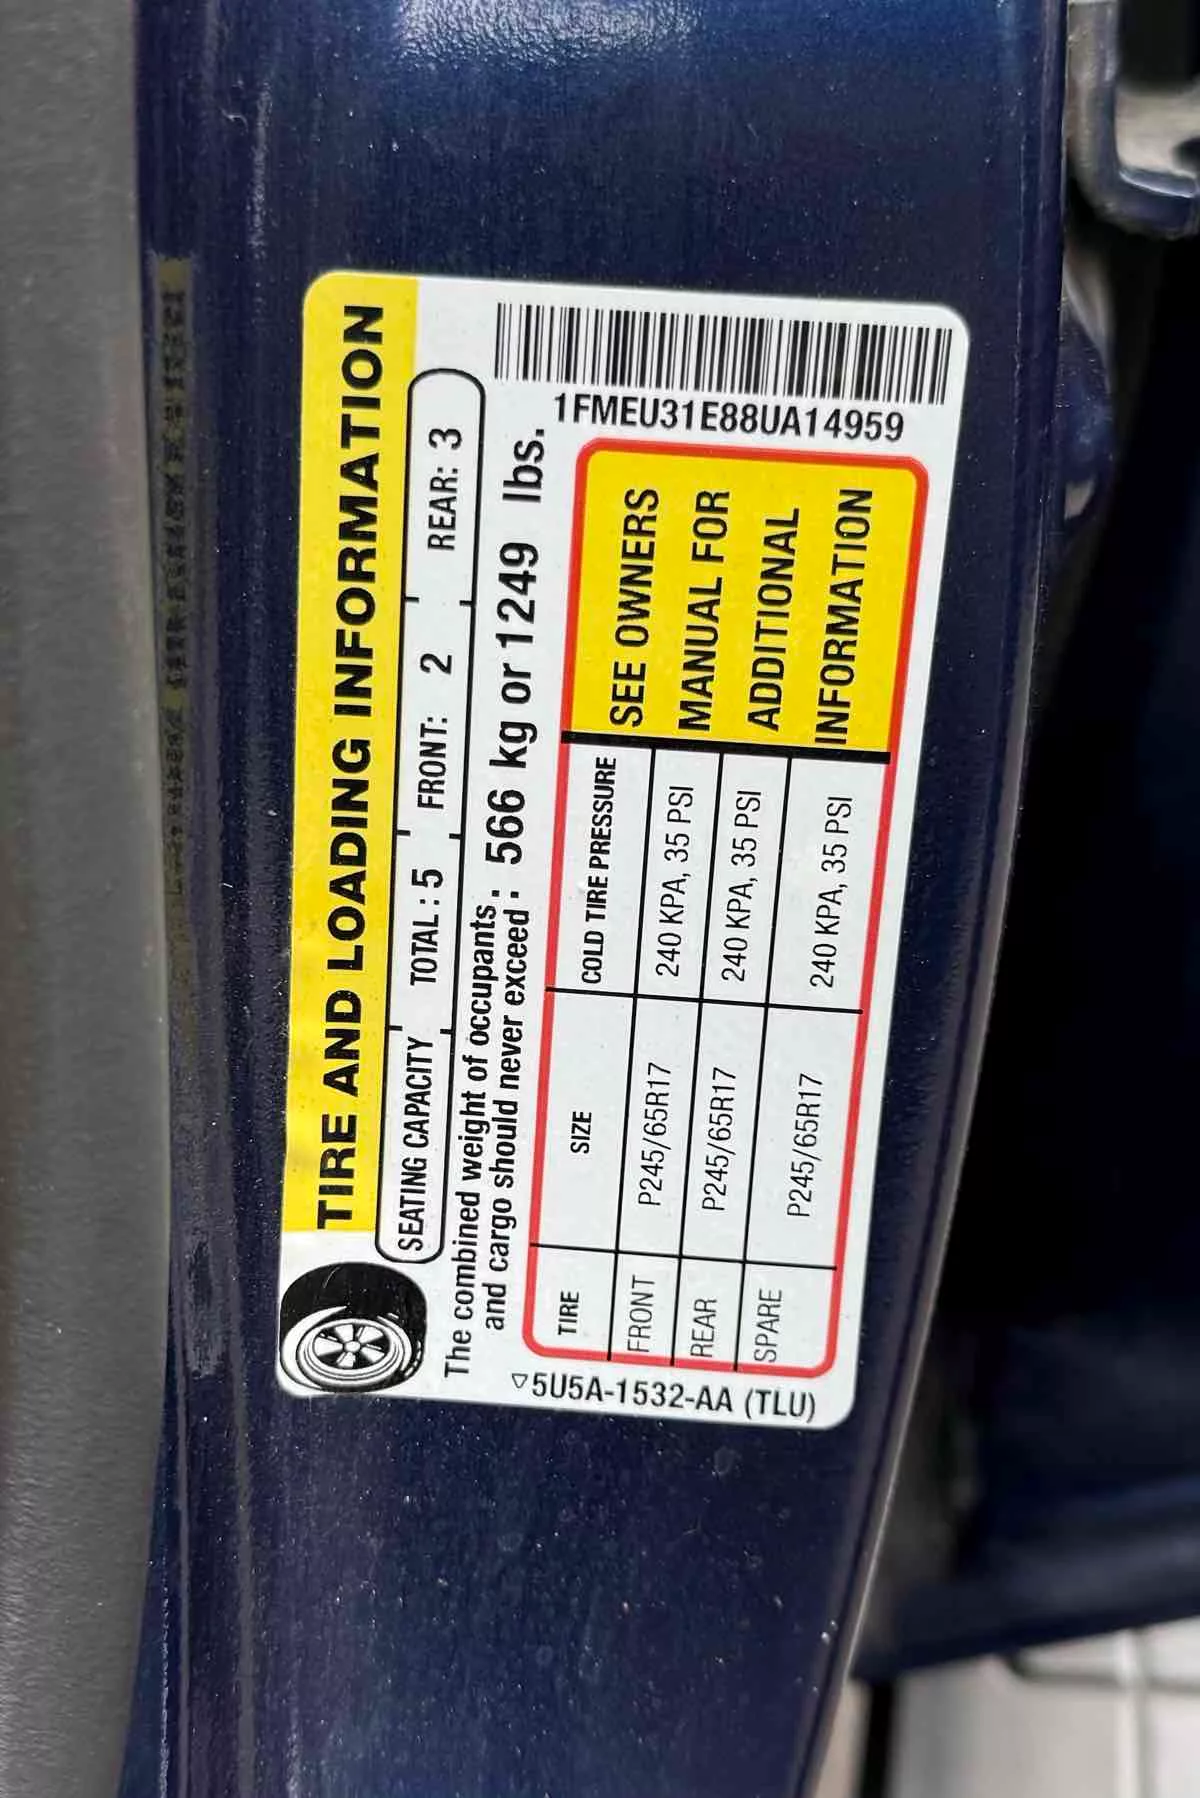 TIRE AND LOADING INFORMATION
SEATING CAPACITY TOTAL : 5 FRONT: 2 REAR: 3
The combined weight of occupants
and cargo should never exceed : 566 kg or 1249 lbs.
TIRE SIZE COLD TIRE PRESSURE
FRONT P245/65R17 240 KPA, 35 PSI
REAR P245/65R17 240 KPA, 35 PSI
SPARE P245/65R17 240 KPA, 35 PSI
SEE OWNERS
MANUAL FOR
ADDITIONAL
INFORMATION
1FMEU31E88UA14959
5U5A-1532-AA (TLU)